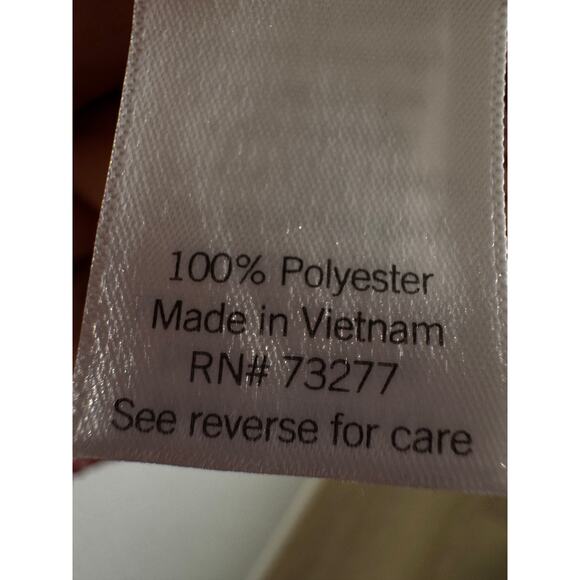 100% Polyester
Made in Vietnam
RN# 73277
See reverse for care